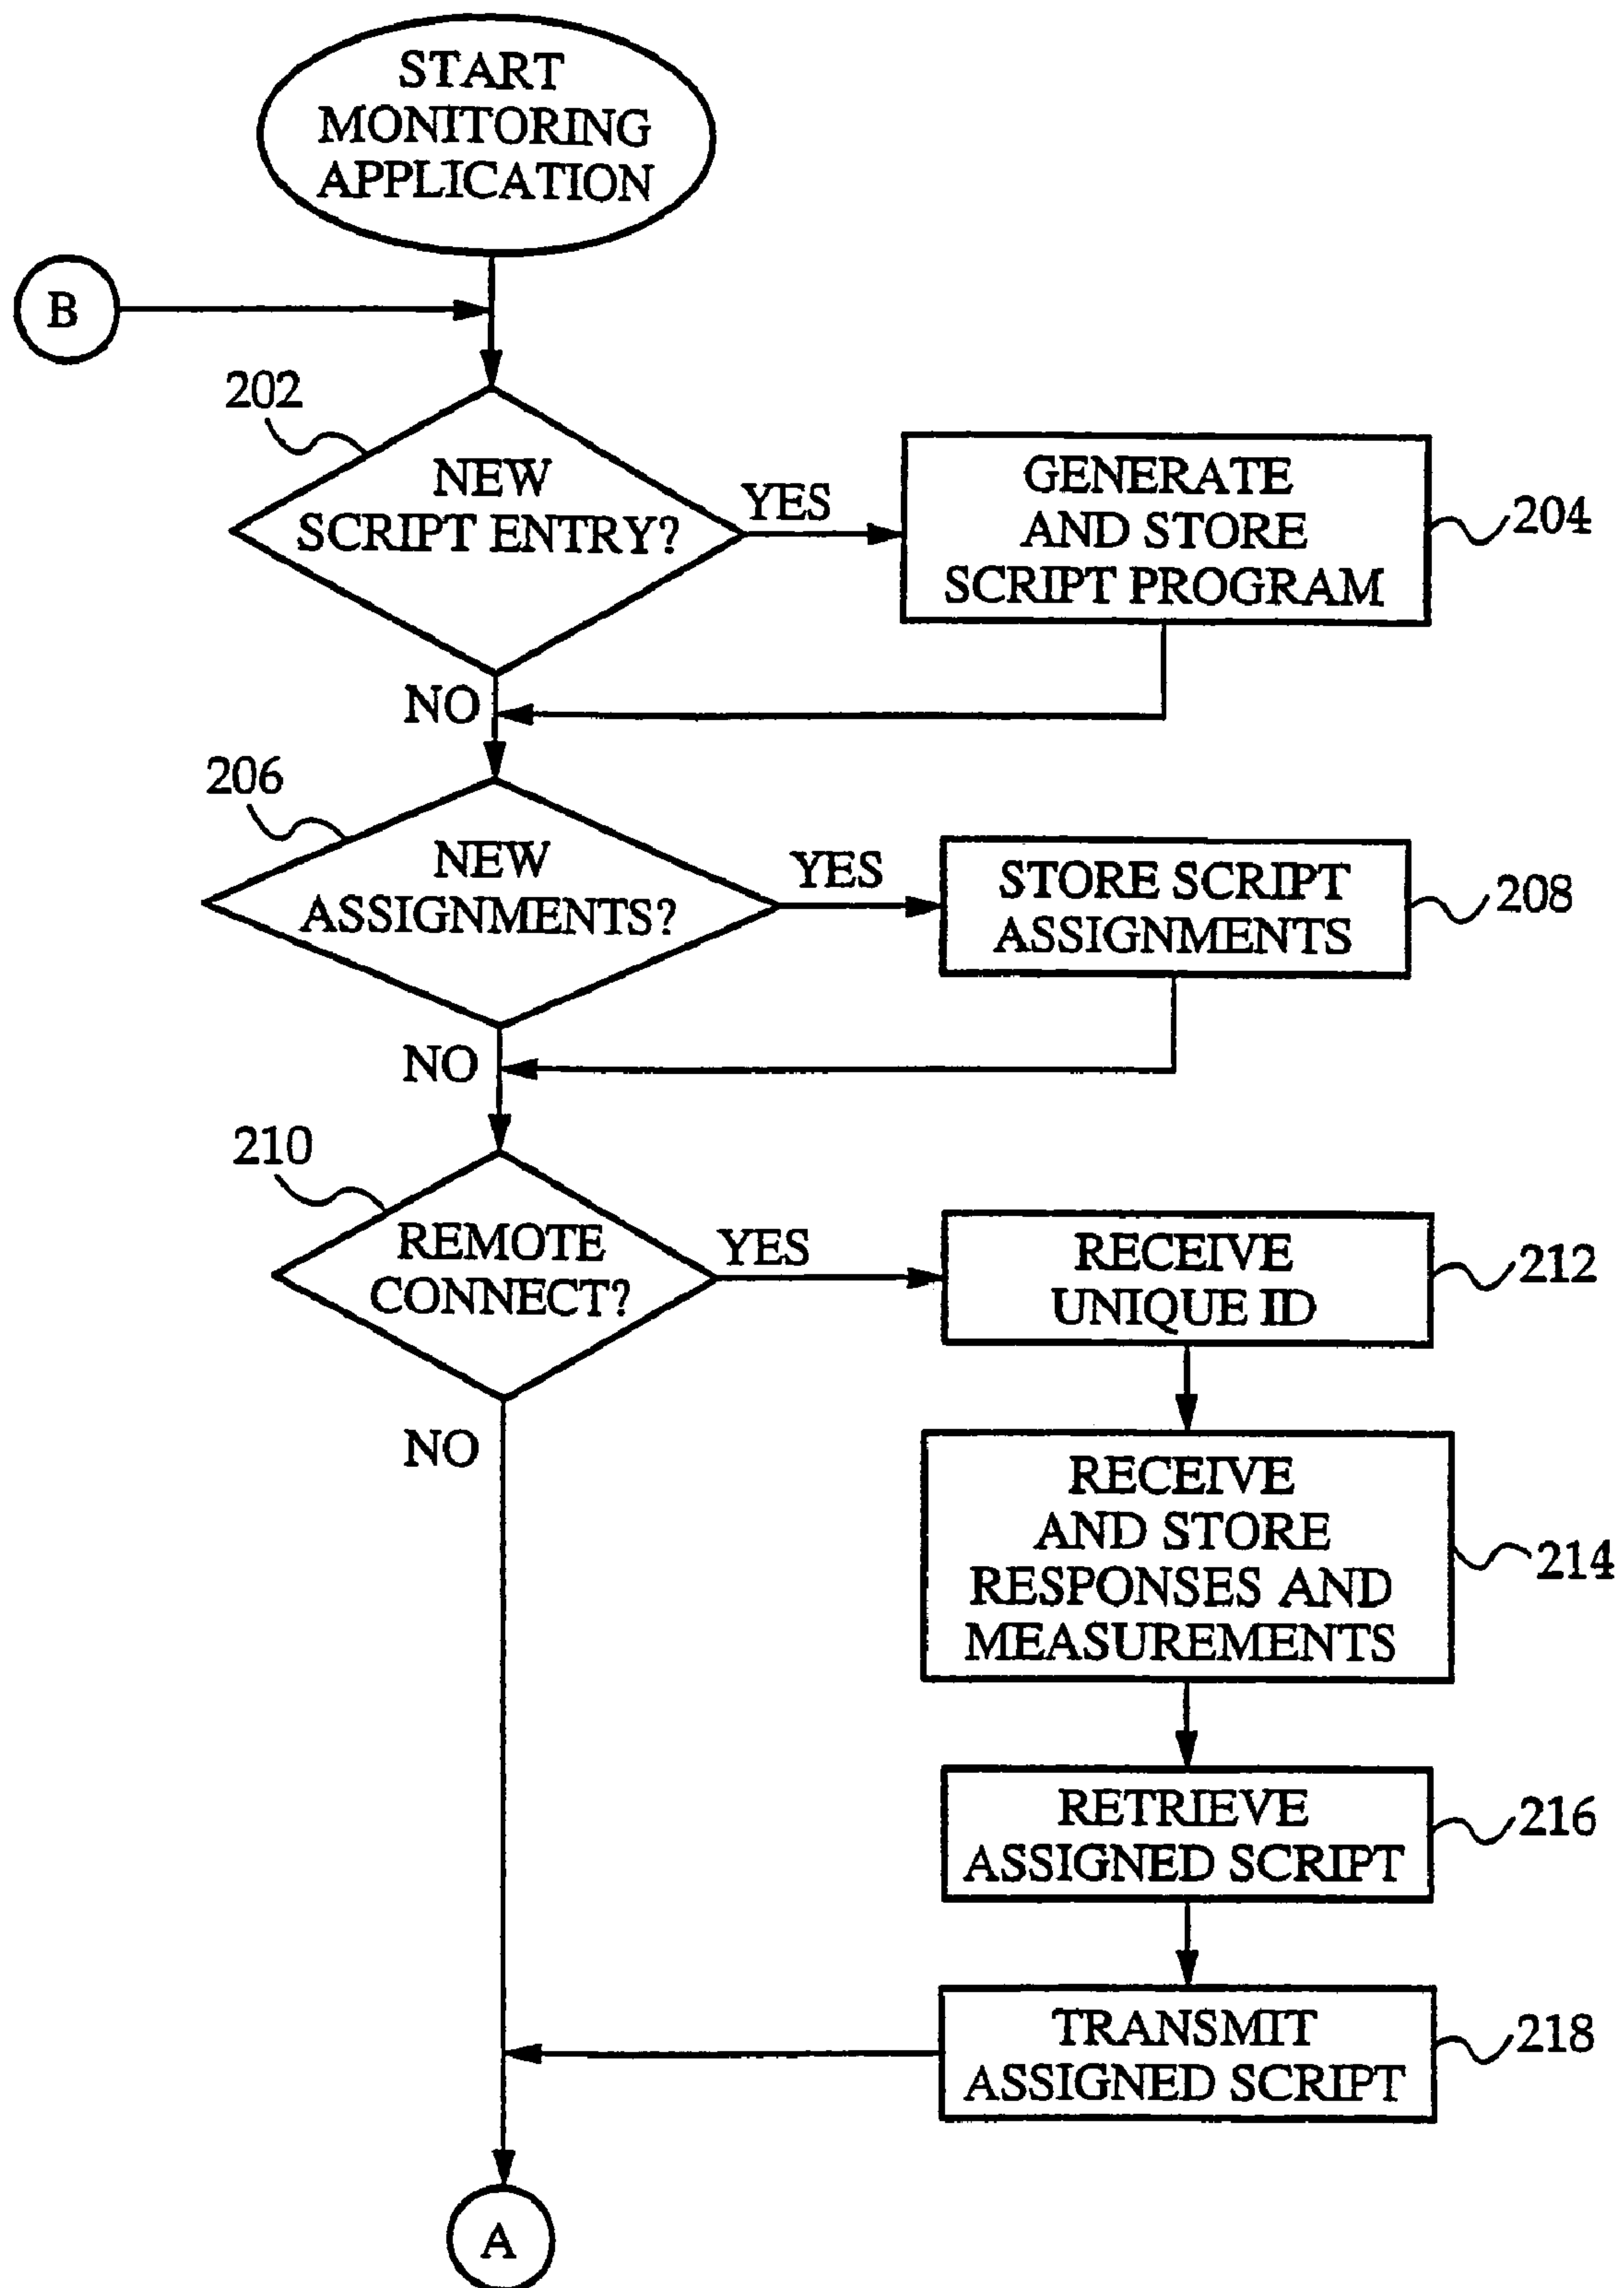 START
MONITORING
APPLICATION
B
202
NEW
SCRIPT ENTRY?
YES
GENERATE
AND STORE
SCRIPT PROGRAM
204
NO
206
NEW
ASSIGNMENTS?
YES
STORE SCRIPT
ASSIGNMENTS
208
NO
210
REMOTE
CONNECT?
YES
RECEIVE
UNIQUE ID
212
NO
RECEIVE
AND STORE
RESPONSES AND
MEASUREMENTS
214
RETRIEVE
ASSIGNED SCRIPT
216
TRANSMIT
ASSIGNED SCRIPT
218
A